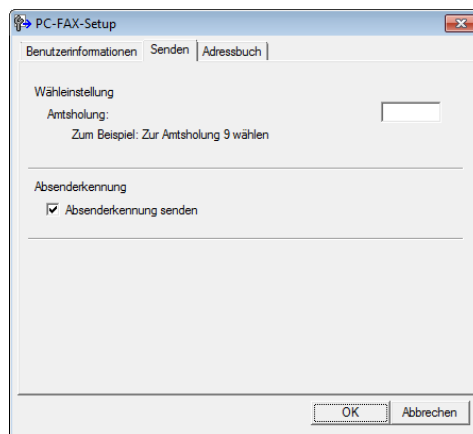 PC-FAX-Setup
Benutzerinformationen Senden Adressbuch
Wähleinstellung
Amtsholung:
Zum Beispiel: Zur Amtsholung 9 wählen
Absenderkennung
Absenderkennung senden
OK Abbrechen